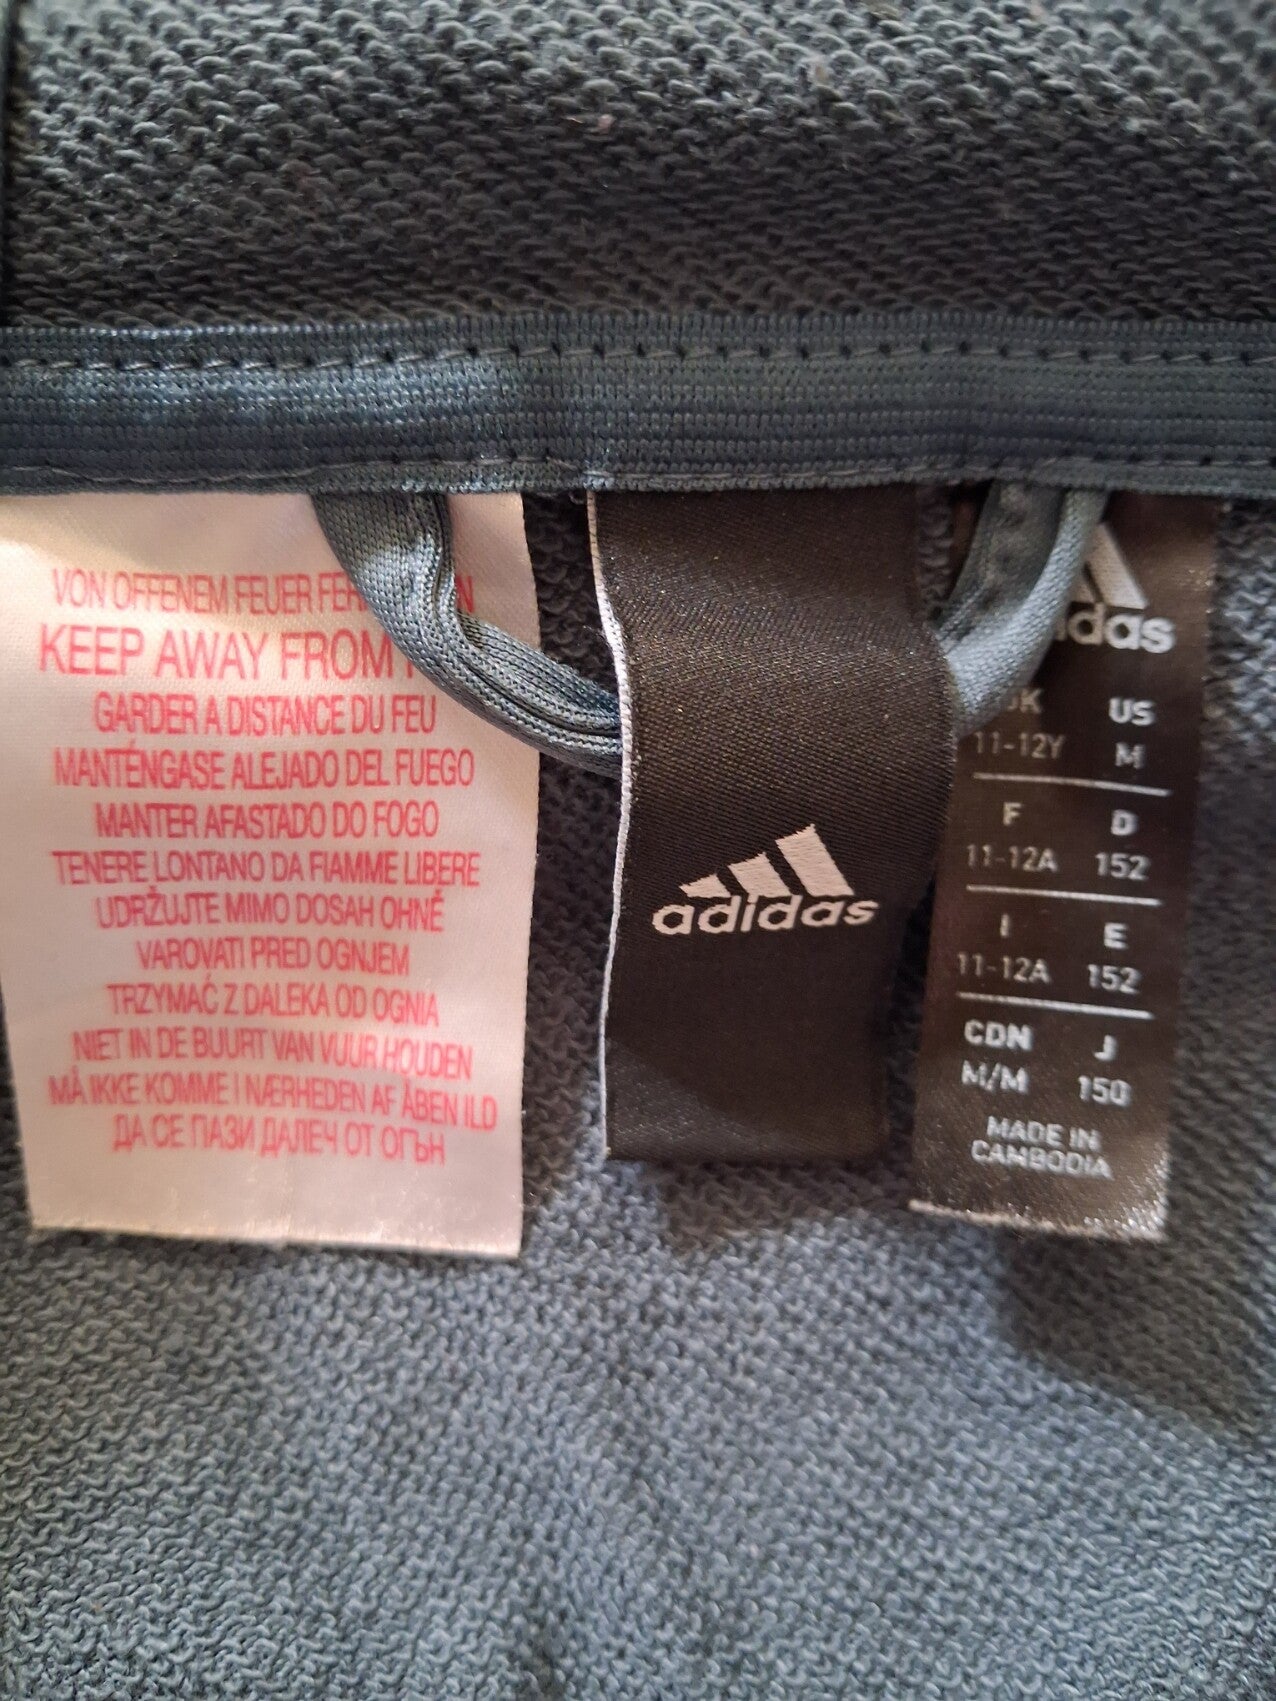 VON OFFENEM FEUER
KEEP AWAY FROM
GARDER A DISTANCE DU FEU
MANTÉNGASE ALEJADO DEL FUEGO
MANTER AFASTADO DO FOGO
TENERE LONTANO DA FIAMME LIBERE
UDRŽUJTE MIMO DOSAH OHNĚ
VAROVATI PRED OGNJEM
TRZYMAĆ Z DALEKA OD OGNIA
NIET IN DE BUURT VAN VUUR HOUDEN
MÅ IKKE KOMME I NÆRHEDEN AF ÅBEN ILD
ДА СЕ ПАЗИ ДАЛЕЧ ОТ ОГЪН
adidas
US
11-12Y M
F D
11-12A 152
I E
11-12A 152
CDN J
M/M 150
MADE IN
CAMBODIA